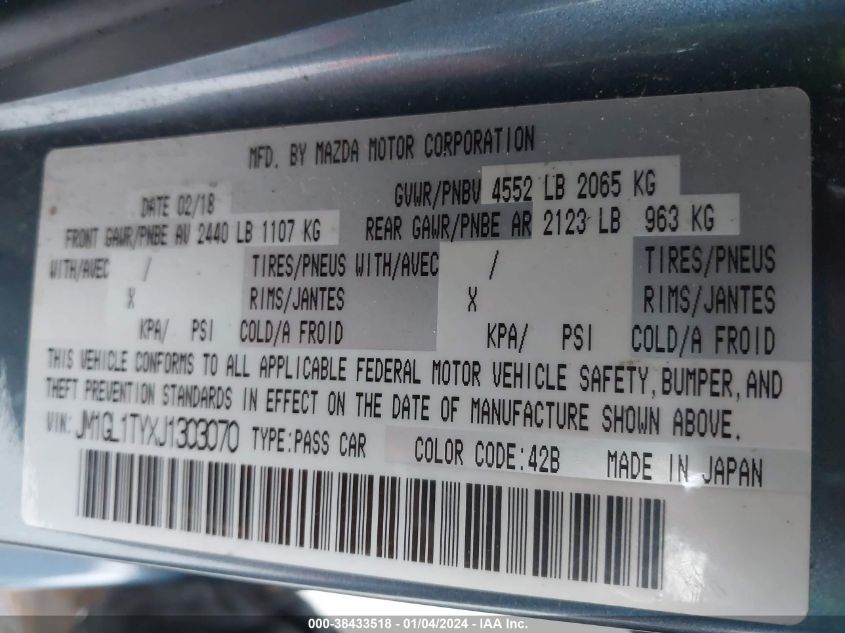 MFD. BY MAZDA MOTOR CORPORATION
DATE 02/18 GVWR/PNBV 4552 LB 2065 KG
FRONT GAWR/PNBE AV 2440 LB 1107 KG REAR GAWR/PNBE AR 2123 LB 963 KG
WITH/AVEC / TIRES/PNEUS WITH/AVEC / TIRES/PNEUS
X RIMS/JANTES X RIMS/JANTES
KPA/ PSI COLD/A FROID KPA/ PSI COLD/A FROID
THIS VEHICLE CONFORMS TO ALL APPLICABLE FEDERAL MOTOR VEHICLE SAFETY, BUMPER, AND
THEFT PREVENTION STANDARDS IN EFFECT ON THE DATE OF MANUFACTURE SHOWN ABOVE.
VIN: JM1GL1TYXJ1303070 TYPE:PASS CAR COLOR CODE:42B MADE IN JAPAN
000-38433518 - 01/04/2024 - IAAI Inc.